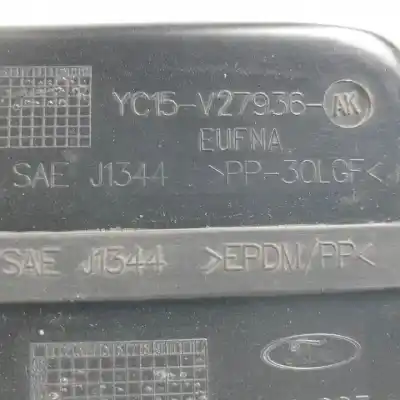 YC15-V27936-AK
EUFNA
SAE J1344 >PP-30LGF<
SAE J1344 >EPDM/PP<